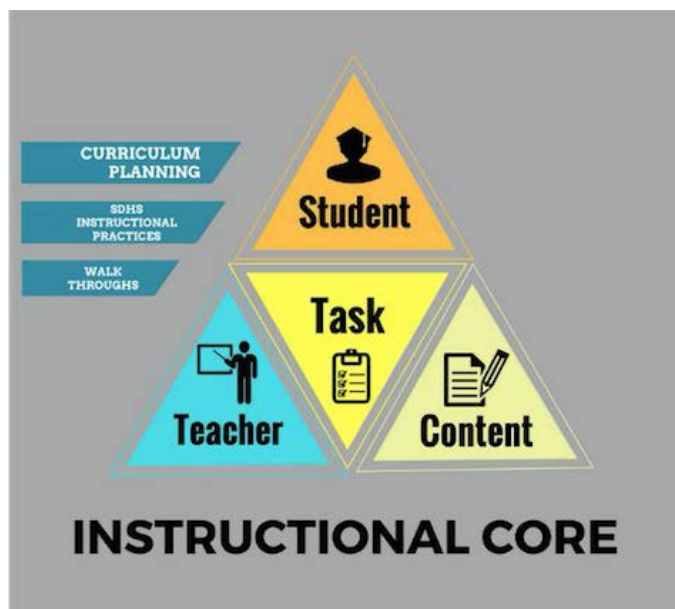 CURRICULUM
PLANNING
SDHS
INSTRUCTIONAL
PRACTICES
WALK
THROUGHS
Student
Task
Teacher
Content
INSTRUCTIONAL CORE